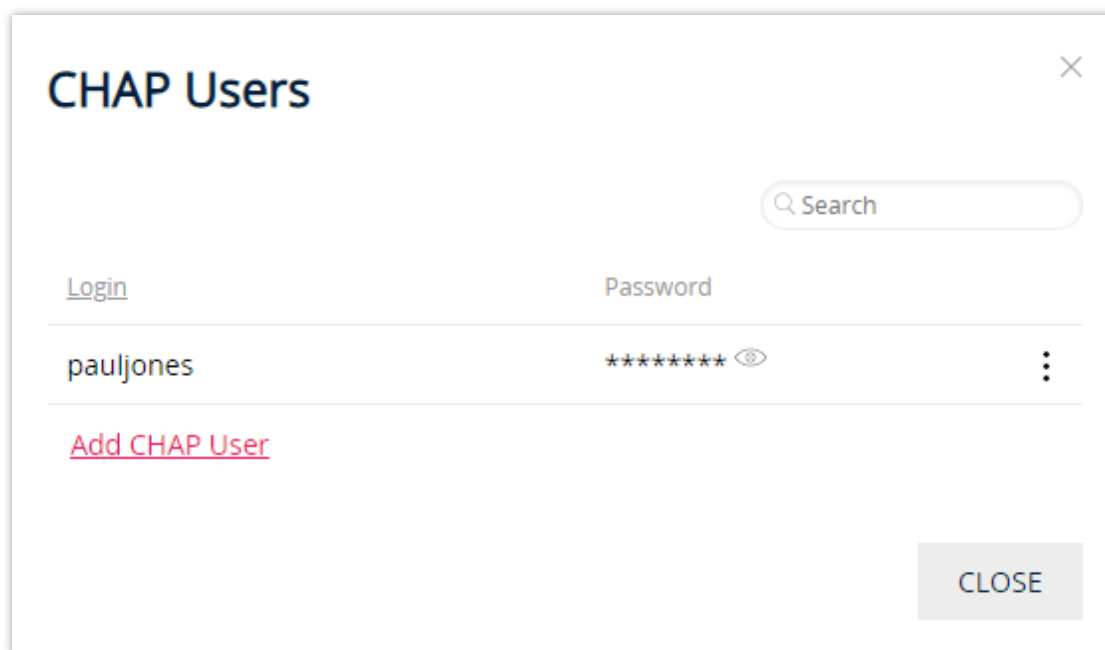 CHAP Users
Search
Login Password
pauljones ********
Add CHAP User
CLOSE